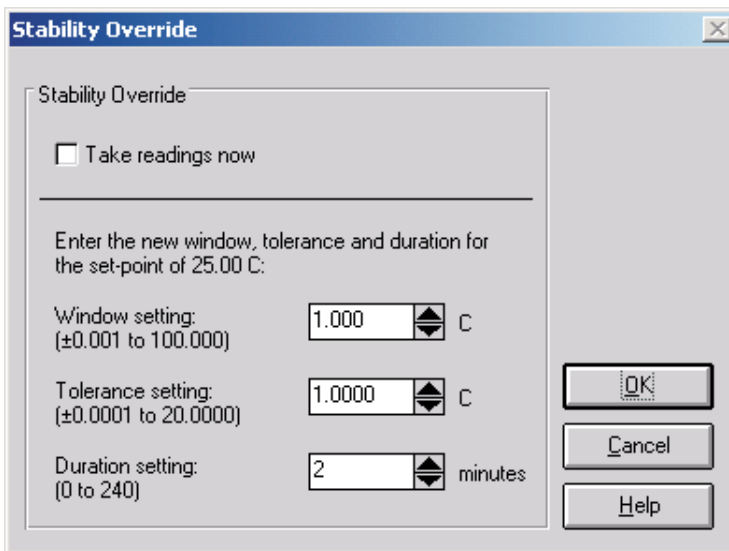 Stability Override
Stability Override
Take readings now
Enter the new window, tolerance and duration for
the set-point of 25.00 C:
Window setting:
(±0.001 to 100.000)
1.000
C
Tolerance setting:
(±0.0001 to 20.0000)
1.0000
C
Duration setting:
(0 to 240)
2
minutes
OK
Cancel
Help